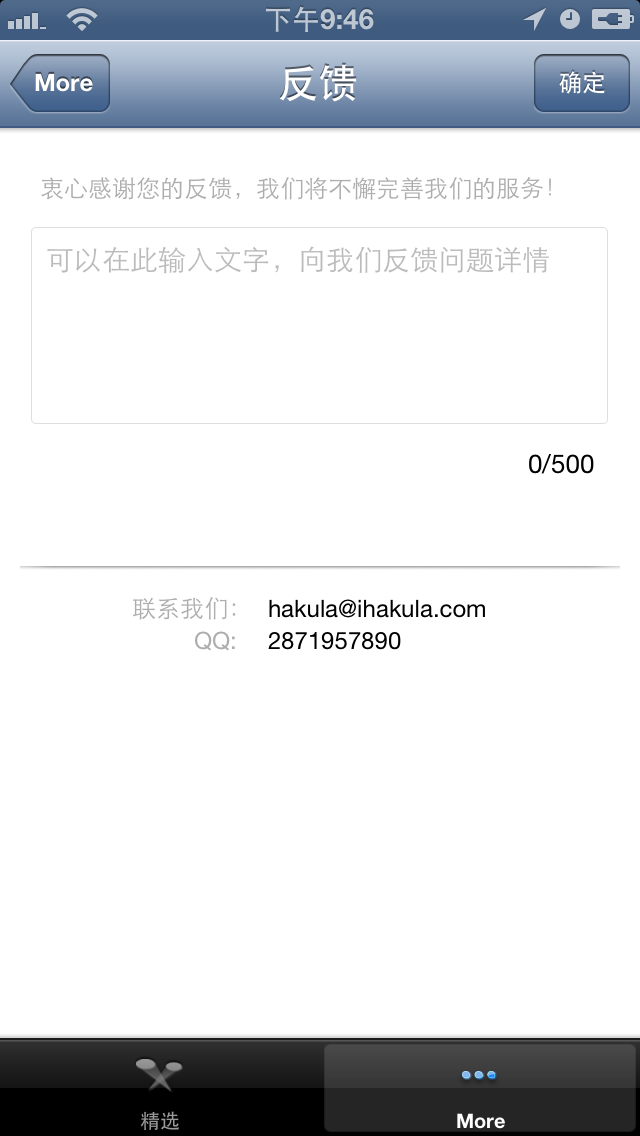 下午9:46
More
反馈
确定
衷心感谢您的反馈，我们将不懈完善我们的服务！
可以在此输入文字，向我们反馈问题详情
0/500
联系我们： hakula@ihakula.com
QQ: 2871957890
精选
More